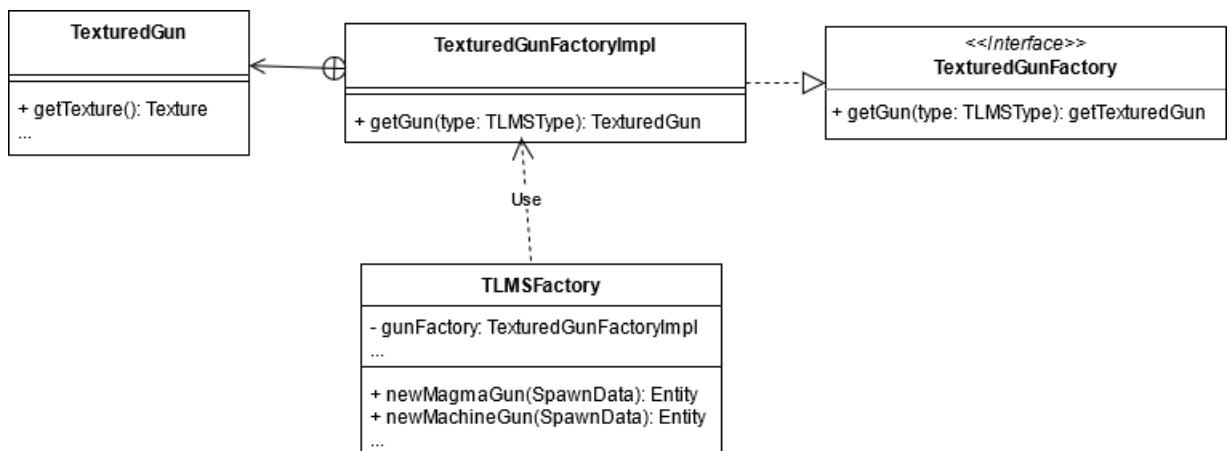 TexturedGun
+ getTexture(): Texture
...
TexturedGunFactoryImpl
+ getGun(type: TLMSType): TexturedGun
<<Interface>>
TexturedGunFactory
+ getGun(type: TLMSType): getTexturedGun
Use
TLMSFactory
- gunFactory: TexturedGunFactoryImpl
...
+ newMagmaGun(SpawnData): Entity
+ newMachineGun(SpawnData): Entity
...